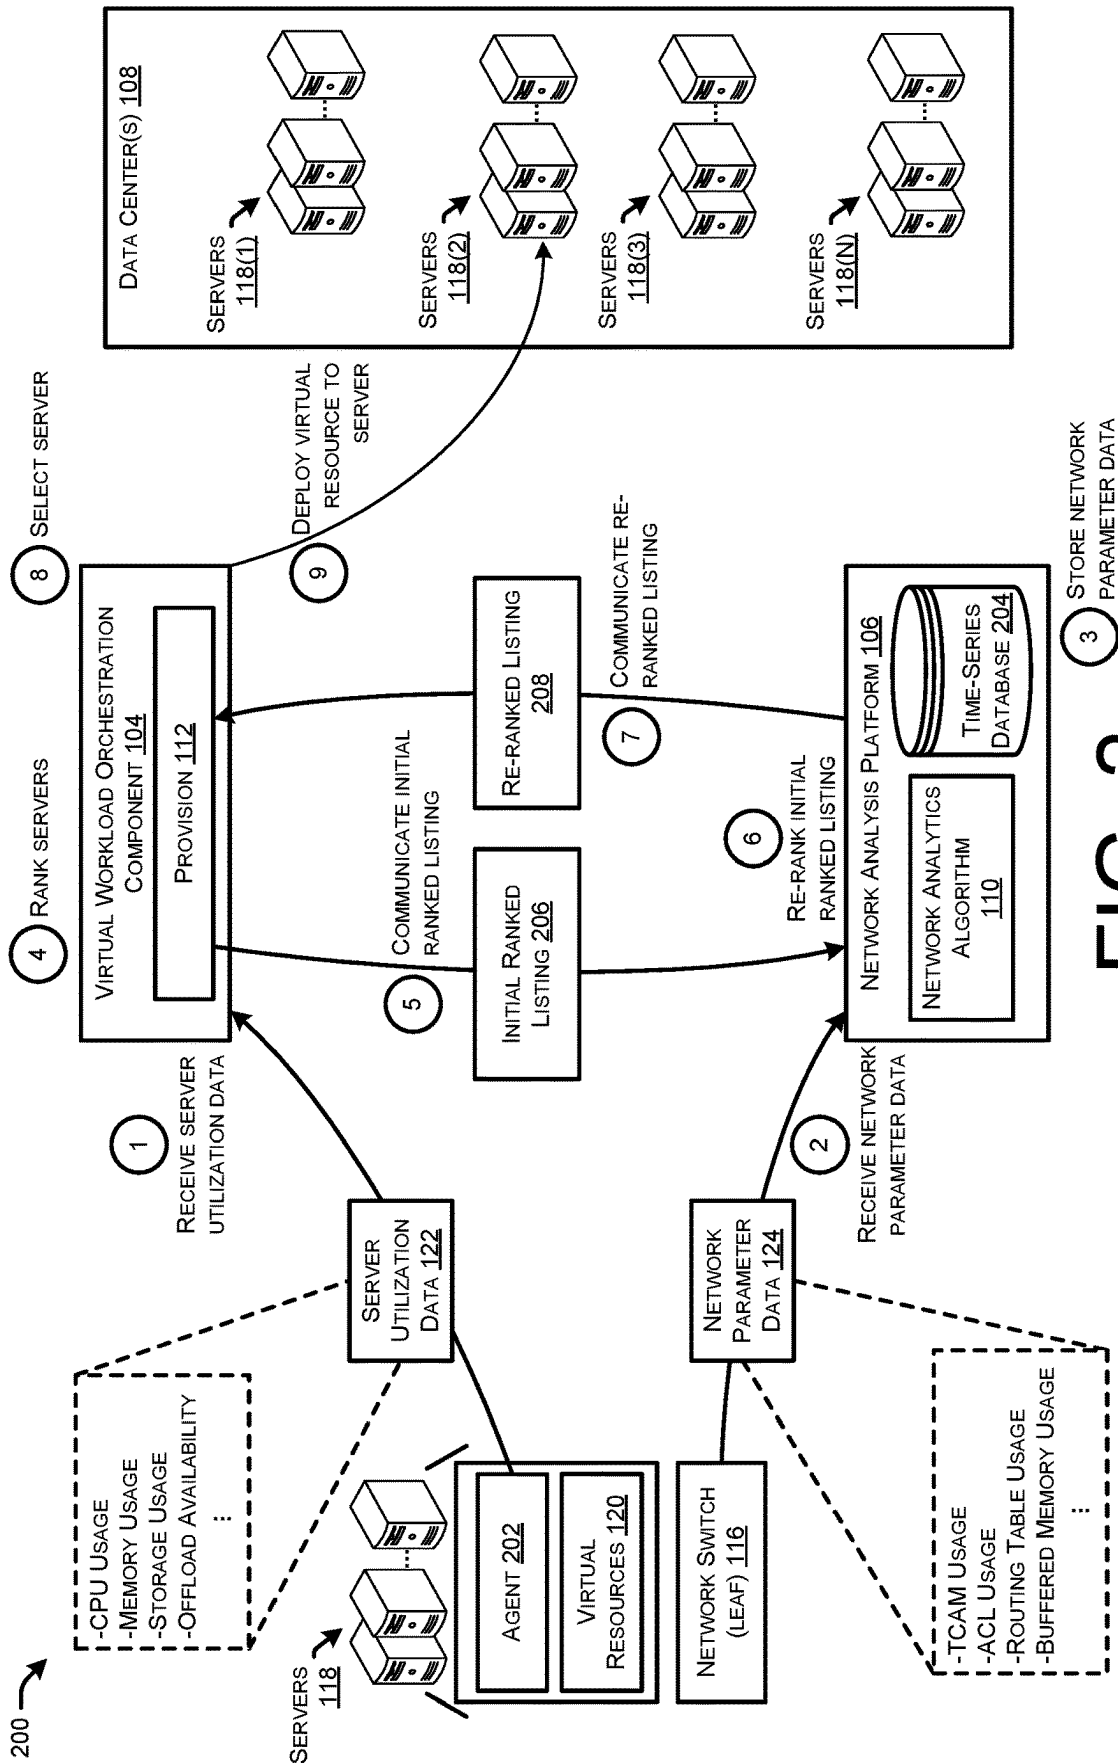 200
-CPU USAGE
-MEMORY USAGE
-STORAGE USAGE
-OFFLOAD AVAILABILITY
⋮
SERVERS
118
AGENT 202
VIRTUAL
RESOURCES 120
NETWORK SWITCH
(LEAF) 116
-TCAM USAGE
-ACL USAGE
-ROUTING TABLE USAGE
-BUFFERED MEMORY USAGE
⋮
SERVER
UTILIZATION
DATA 122
NETWORK
PARAMETER
DATA 124
1
RECEIVE SERVER
UTILIZATION DATA
2
RECEIVE NETWORK
PARAMETER DATA
4
RANK SERVERS
8
SELECT SERVER
VIRTUAL WORKLOAD ORCHESTRATION
COMPONENT 104
PROVISION 112
5
COMMUNICATE INITIAL
RANKED LISTING
INITIAL RANKED
LISTING 206
RE-RANKED LISTING
208
7
COMMUNICATE RE-
RANKED LISTING
6
RE-RANK INITIAL
RANKED LISTING
NETWORK ANALYSIS PLATFORM 106
NETWORK ANALYTICS
ALGORITHM
110
TIME-SERIES
DATABASE 204
3
STORE NETWORK
PARAMETER DATA
9
DEPLOY VIRTUAL
RESOURCE TO
SERVER
DATA CENTER(S) 108
SERVERS
118(1)
SERVERS
118(2)
SERVERS
118(3)
SERVERS
118(N)